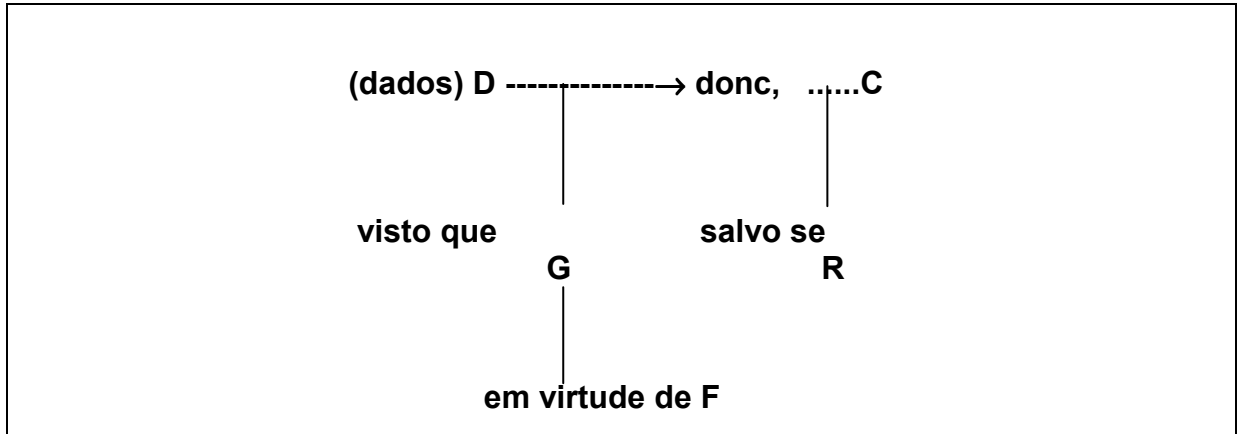 (dados) D --------------→ donc, ......C
visto que salvo se
G R
em virtude de F